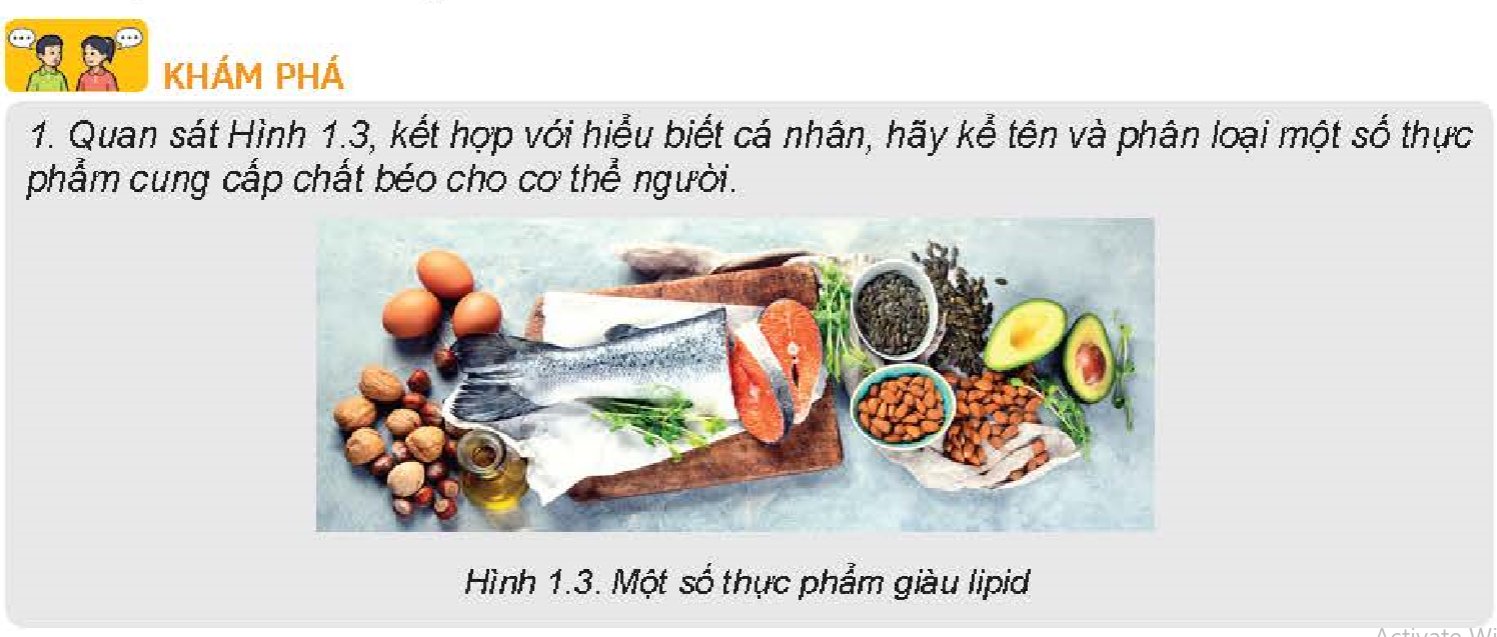 KHÁM PHÁ
1. Quan sát Hình 1.3, kết hợp với hiểu biết cá nhân, hãy kể tên và phân loại một số thực
phẩm cung cấp chất béo cho cơ thể người.
Hình 1.3. Một số thực phẩm giàu lipid